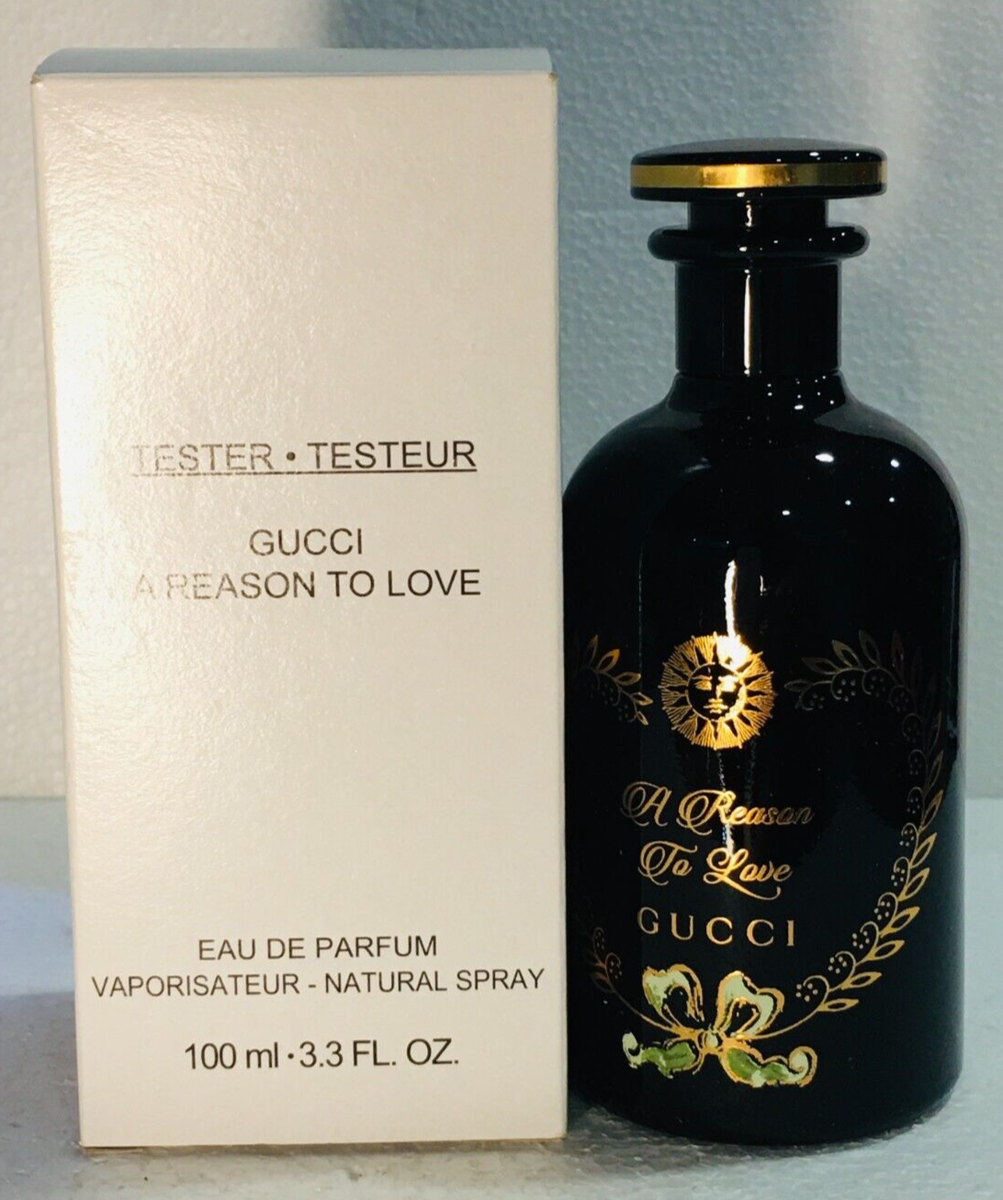 TESTER • TESTEUR
GUCCI
A REASON TO LOVE
EAU DE PARFUM
VAPORISATEUR - NATURAL SPRAY
100 ml • 3.3 FL. OZ.
A Reason
To Love
GUCCI